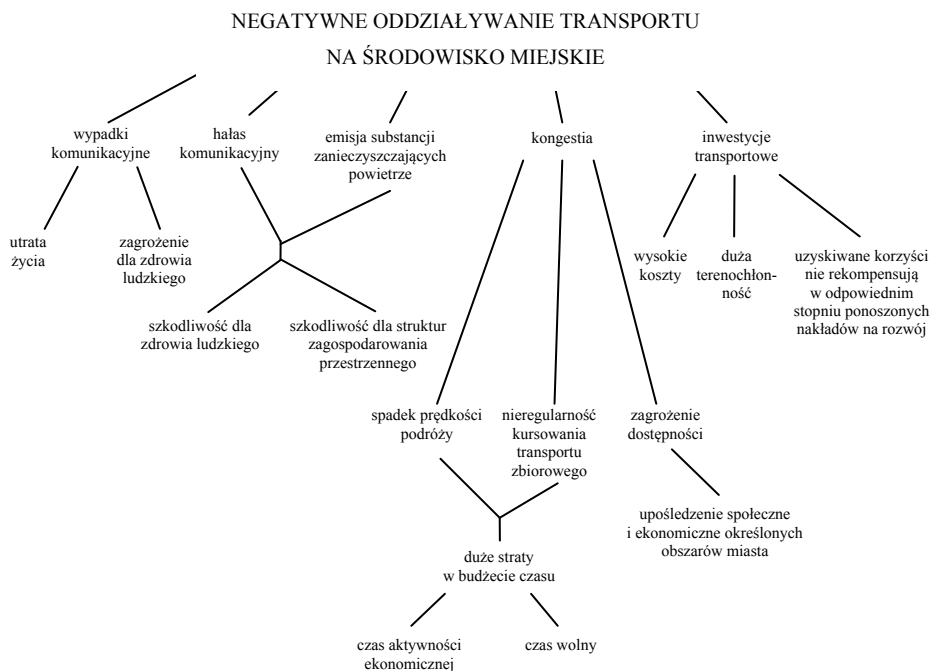 NEGATYWNE ODDZIAŁYWANIE TRANSPORTU
NA ŚRODOWISKO MIEJSKIE
wypadki
komunikacyjne
hałas
komunikacyjny
emisja substancji
zanieczyszczających
powietrze
kongestia
inwestycje
transportowe
utrata
życia
zagrożenie
dla zdrowia
ludzkiego
wysokie
koszty
duża
terenochłon-
ność
uzyskiwane korzyści
nie rekompensują
w odpowiednim
stopniu ponoszonych
nakładów na rozwój
szkodliwość dla
zdrowia ludzkiego
szkodliwość dla struktur
zagospodarowania
przestrzennego
spadek prędkości
podróży
nieregularność
kursowania
transportu
zbiorowego
zagrożenie
dostępności
upośledzenie społeczne
i ekonomiczne określonych
obszarów miasta
duże straty
w budżecie czasu
czas aktywności
ekonomicznej
czas wolny